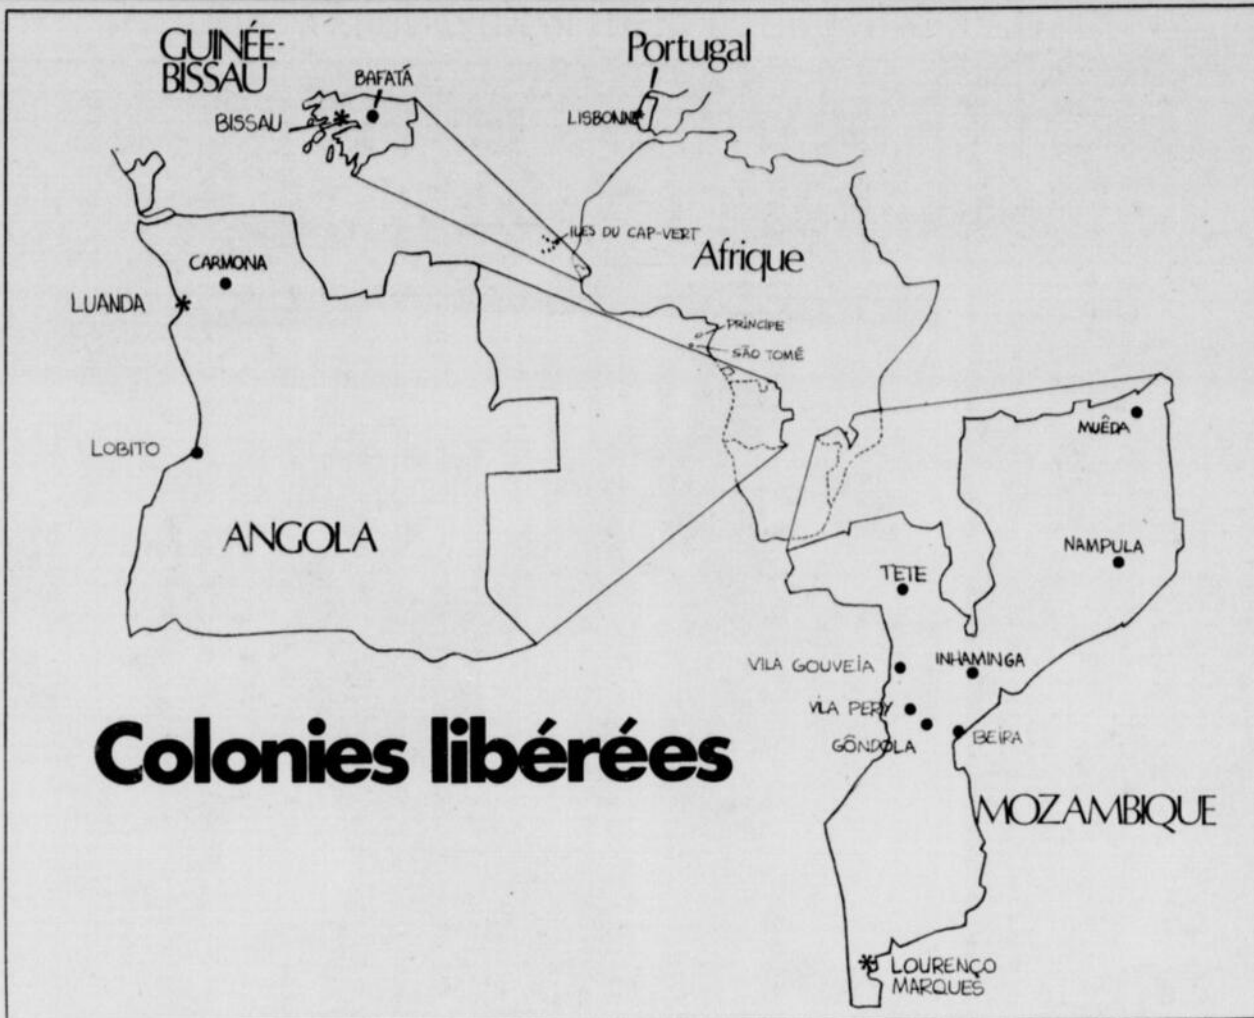 GUINÉE-
BISSAU
BAFATÁ
BISSAU
Portugal
LISBONNE
ILES DU CAP-VERT
Afrique
CARMONA
LUANDA
PRÍNCIPE
SÃO TOMÉ
LOBITO
ANGOLA
MUÊDA
NAMPULA
TETE
VILA GOUVEIA
INHAMINGA
VILA PERY
GÔNDOLA
BEIRA
Colonies libérées
MOZAMBIQUE
LOURENÇO
MARQUES